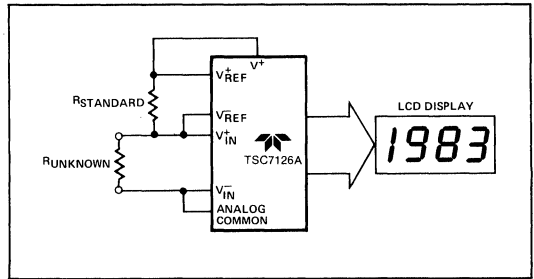 V+
V+REF
RSTANDARD
V-REF
V+IN
LCD DISPLAY
1983
TSC7126A
RUNKNOWN
V-IN
ANALOG
COMMON